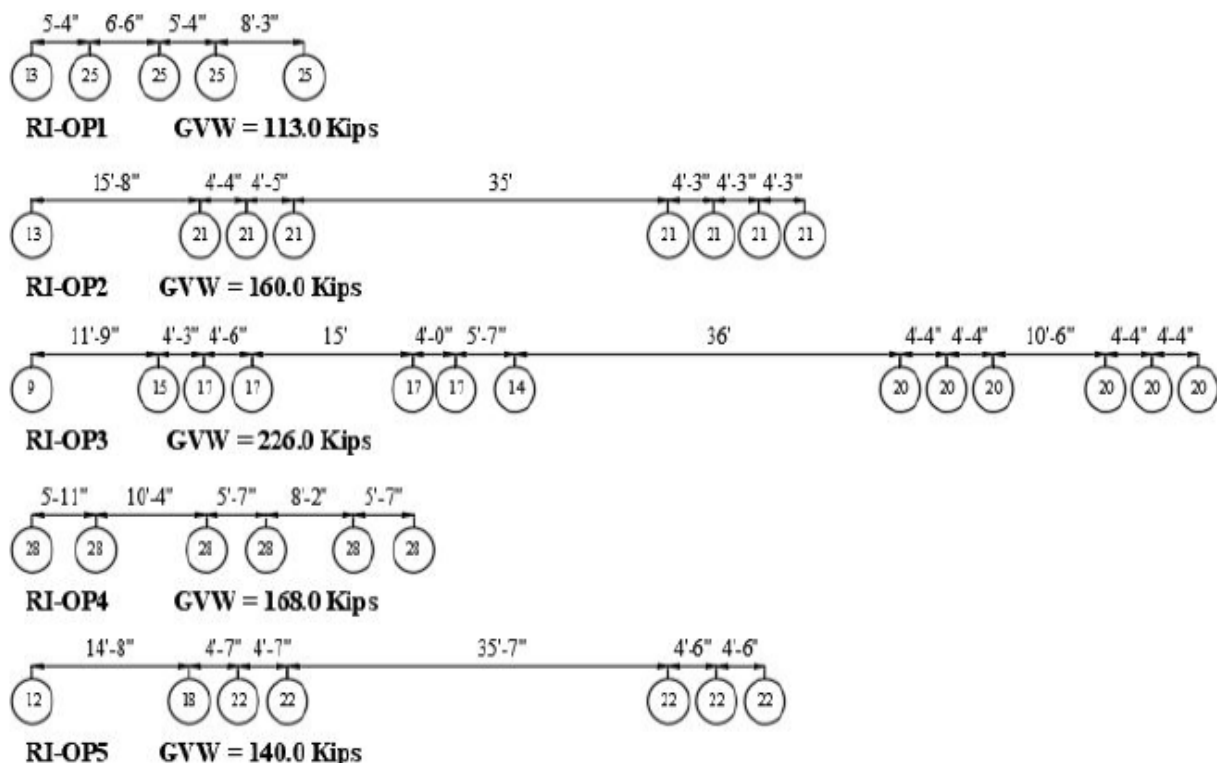 5-4" 6-6" 5-4" 8'-3"
13 25 25 25 25
RI-OP1 GVW = 113.0 Kips
15'-8" 4'-4" 4'-5" 35' 4'-3" 4'-3" 4'-3"
13 21 21 21 21 21 21 21
RI-OP2 GVW = 160.0 Kips
11'-9" 4'-3" 4'-6" 15' 4'-0" 5'-7" 36' 4-4" 4-4" 10'-6" 4-4" 4-4"
9 15 17 17 17 17 14 20 20 20 20 20 20
RI-OP3 GVW = 226.0 Kips
5-11" 10'-4" 5'-7" 8'-2" 5'-7"
28 28 28 28 28 28
RI-OP4 GVW = 168.0 Kips
14'-8" 4'-7" 4'-7" 35'-7" 4'-6" 4'-6"
12 18 22 22 22 22 22
RI-OP5 GVW = 140.0 Kips